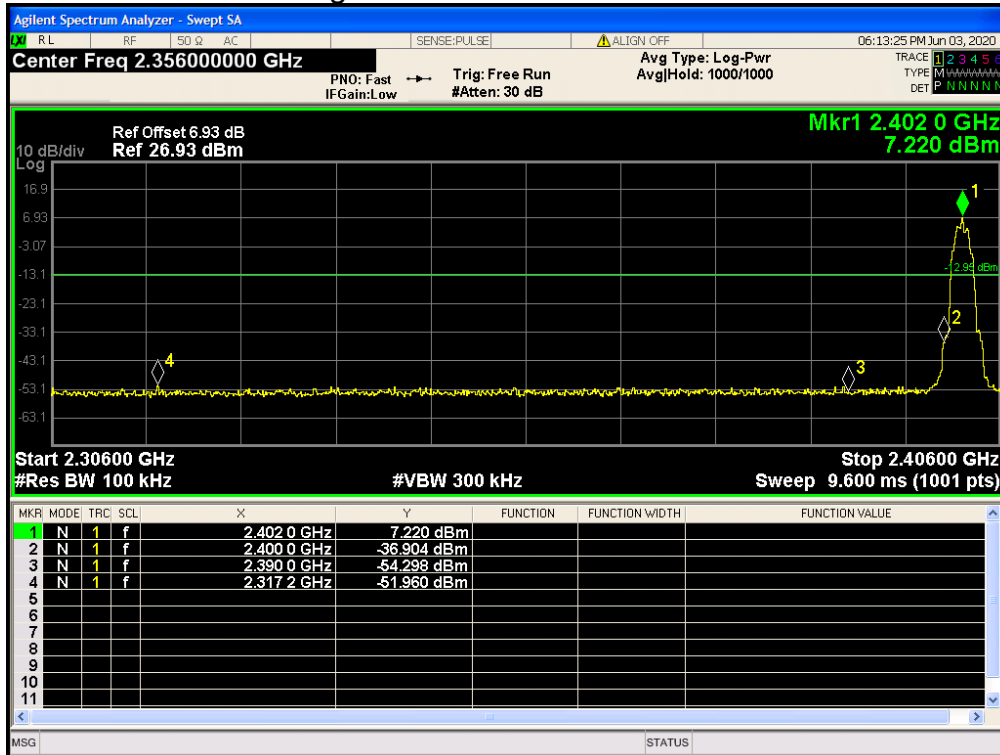 Agilent Spectrum Analyzer - Swept SA
LXI RL RF 50 Ω AC SENSE:PULSE ALIGN OFF 06:13:25 PM Jun 03, 2020
Center Freq 2.356000000 GHz
PNO: Fast Trig: Free Run Avg Type: Log-Pwr TRACE 1 2 3 4 5 6
IFGain:Low #Atten: 30 dB Avg|Hold: 1000/1000 TYPE M
DET P N N N N N
Mkr1 2.402 0 GHz
7.220 dBm
Ref Offset 6.93 dB
10 dB/div Ref 26.93 dBm
Log
16.9
6.93
-3.07
-13.1
-23.1
-33.1
-43.1
-53.1
-63.1
1
-12.95 dBm
2
3
4
Start 2.30600 GHz Stop 2.40600 GHz
#Res BW 100 kHz #VBW 300 kHz Sweep 9.600 ms (1001 pts)
MKR MODE TRC SCL X Y FUNCTION FUNCTION WIDTH FUNCTION VALUE
1 N 1 f 2.402 0 GHz 7.220 dBm
2 N 1 f 2.400 0 GHz -36.904 dBm
3 N 1 f 2.390 0 GHz -54.298 dBm
4 N 1 f 2.317 2 GHz -51.960 dBm
5
6
7
8
9
10
11
MSG STATUS